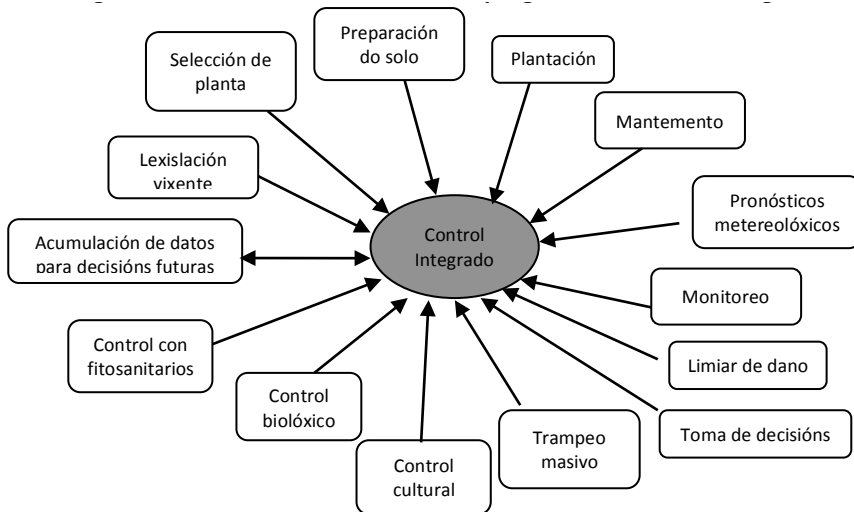 Preparación
do solo
Selección de
planta
Plantación
Mantemento
Lexislación
vixente
Pronósticos
metereolóxicos
Acumulación de datos
para decisións futuras
Control
Integrado
Monitoreo
Control con
fitosanitarios
Limiar de dano
Control
biolóxico
Trampeo
masivo
Toma de decisións
Control
cultural